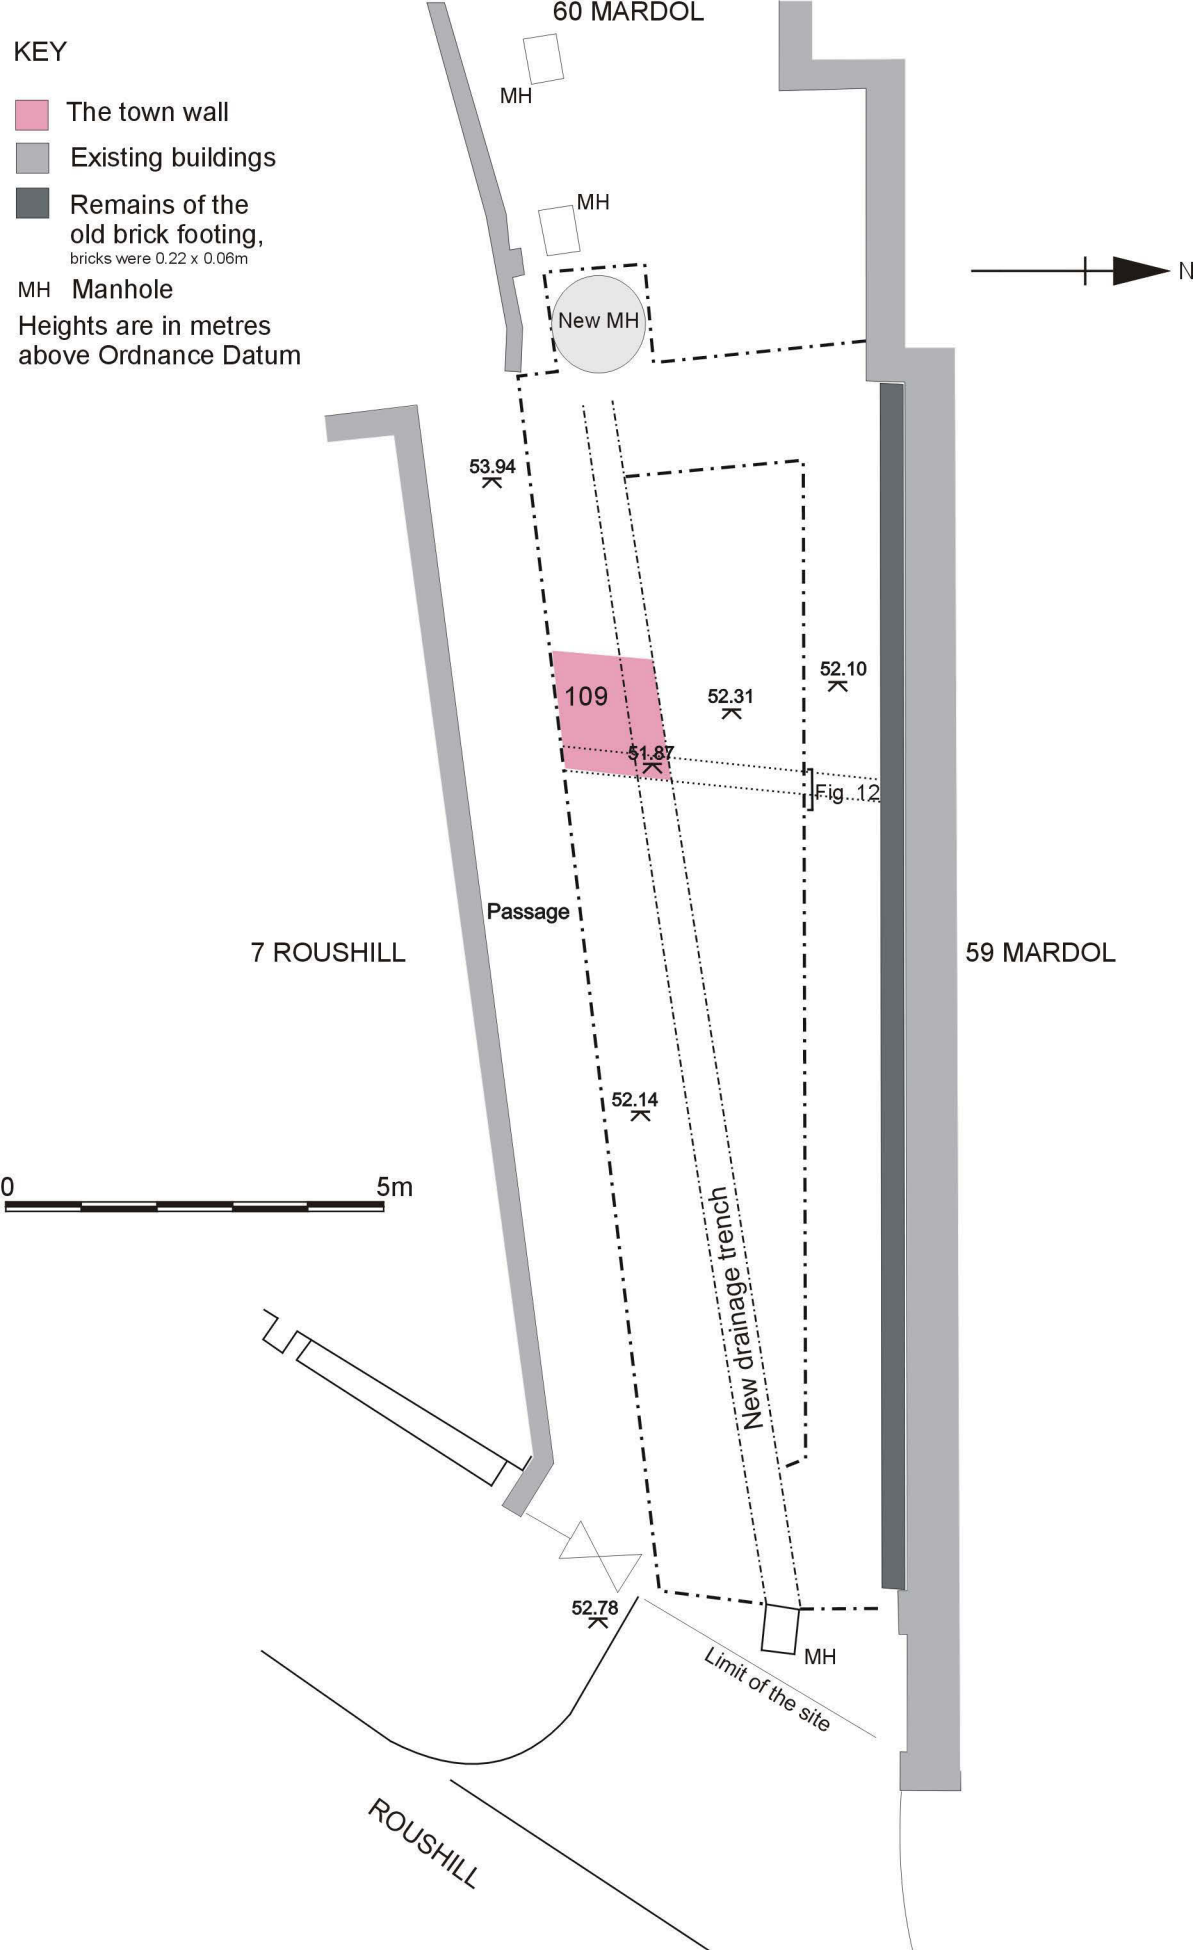 60 MARDOL
KEY
MH
The town wall
Existing buildings
Remains of the
old brick footing,
bricks were 0.22 x 0.06m
MH Manhole
Heights are in metres
above Ordnance Datum
MH
N
New MH
53.94
109
52.31
52.10
51.87
Fig. 12
Passage
7 ROUSHILL
59 MARDOL
52.14
0 5m
New drainage trench
52.78
MH
Limit of the site
ROUSHILL